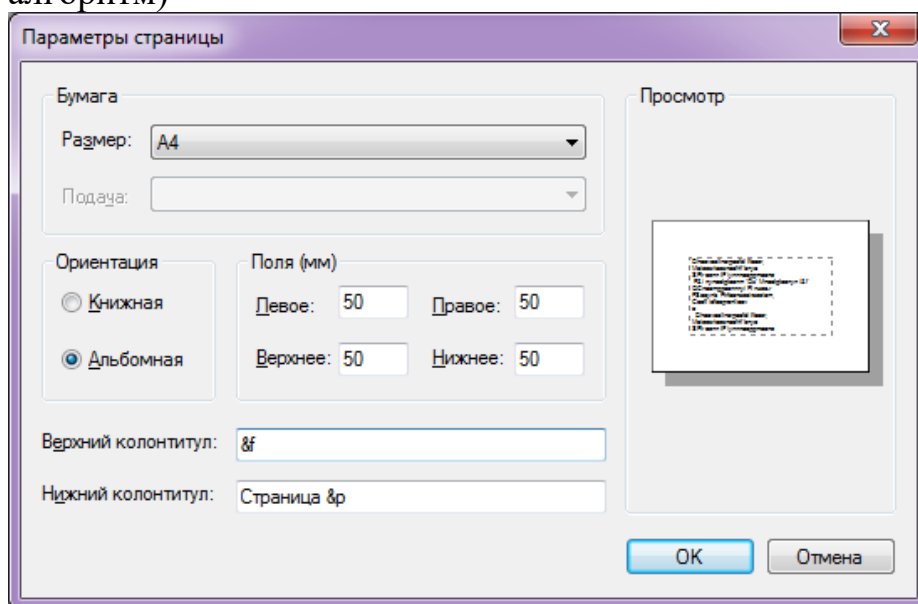 алгоритм)
Параметры страницы
Бумага
Размер: A4
Подача:
Ориентация
Книжная
Альбомная
Поля (мм)
Левое: 50 Правое: 50
Верхнее: 50 Нижнее: 50
Верхний колонтитул: &f
Нижний колонтитул: Страница &p
Просмотр
OK Отмена